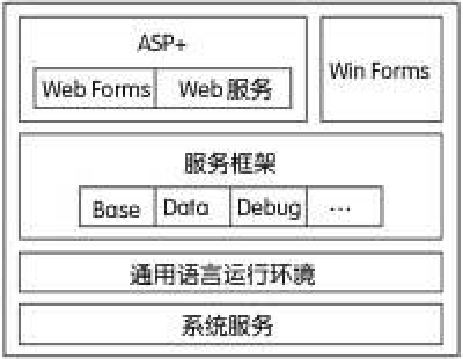 ASP+
Web Forms Web 服务
Win Forms
服务框架
Base Data Debug ...
通用语言运行环境
系统服务